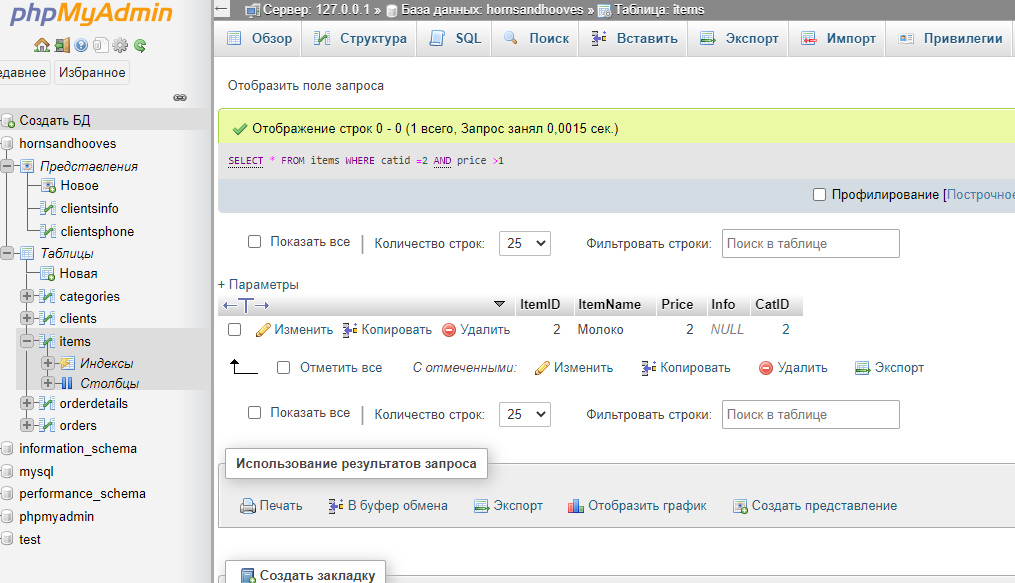 phpMyAdmin
едавнее Избранное
Создать БД
hornsandhooves
Представления
Новое
clientsinfo
clientsphone
Таблицы
Новая
categories
clients
items
Индексы
Столбцы
orderdetails
orders
information_schema
mysql
performance_schema
phpmyadmin
test
Сервер: 127.0.0.1 » База данных: hornsandhooves » Таблица: items
Обзор Структура SQL Поиск Вставить Экспорт Импорт Привилегии
Отобразить поле запроса
Отображение строк 0 - 0 (1 всего, Запрос занял 0,0015 сек.)
SELECT * FROM items WHERE catid =2 AND price >1
Профилирование [Построчное
Показать все | Количество строк: 25 Фильтровать строки: Поиск в таблице
+ Параметры
←T→ ItemID ItemName Price Info CatID
Изменить Копировать Удалить 2 Молоко 2 NULL 2
Отметить все С отмеченными: Изменить Копировать Удалить Экспорт
Показать все | Количество строк: 25 Фильтровать строки: Поиск в таблице
Использование результатов запроса
Печать В буфер обмена Экспорт Отобразить график Создать представление
Создать закладку